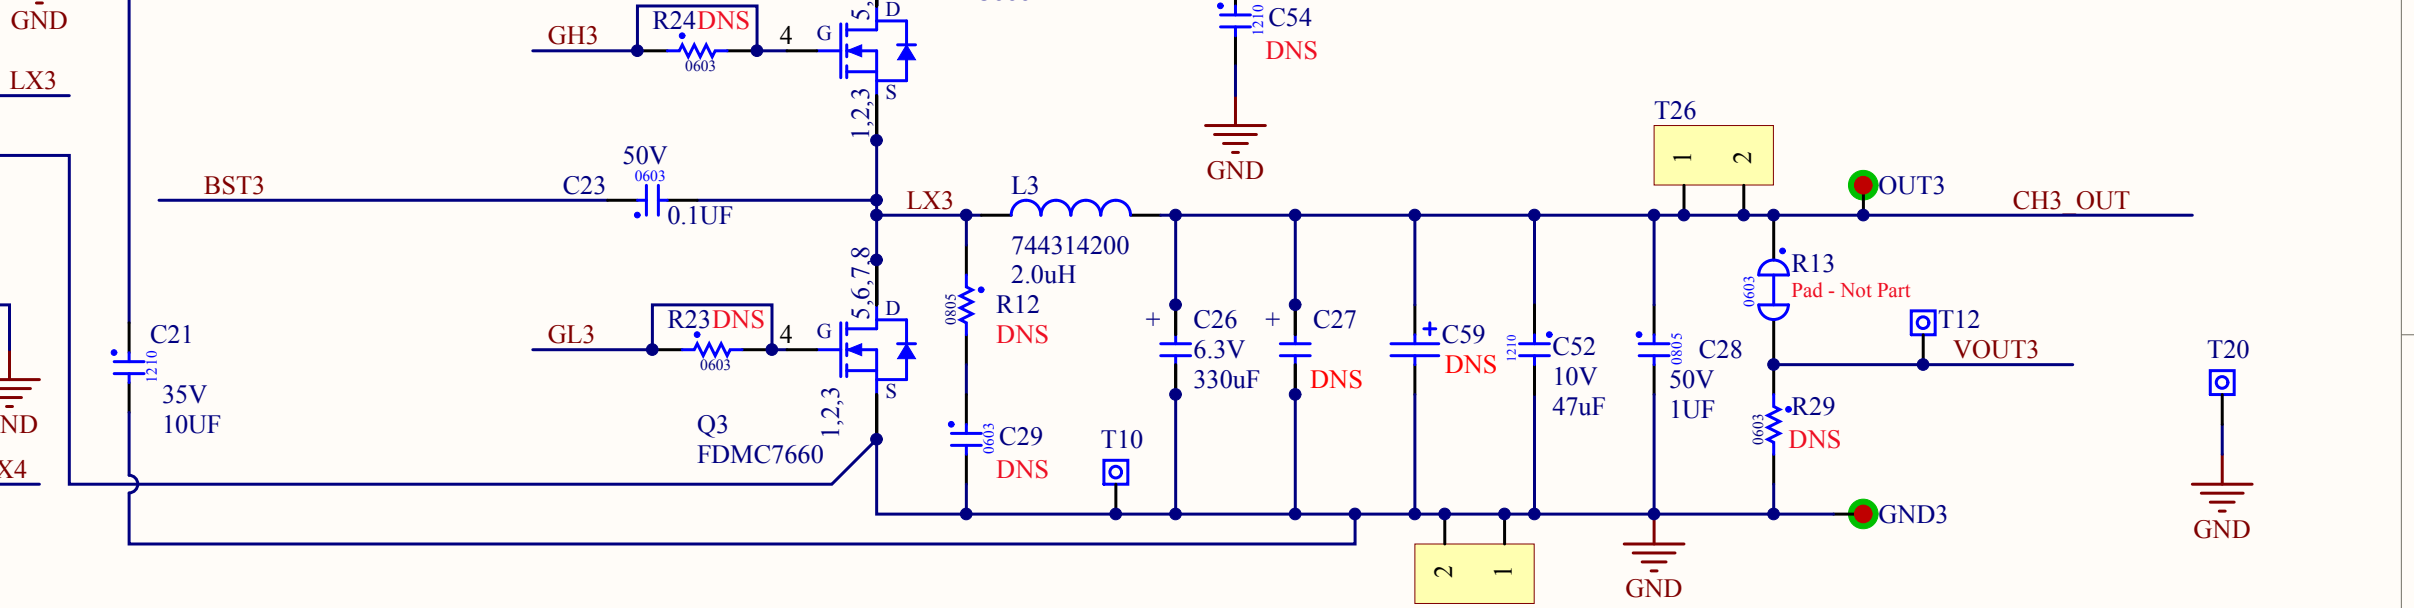 GND
LX3
ND
X4
C21
1210
35V
10UF
GH3
R24 DNS
0603
4
G
5,
D
S
1,2,3
BST3
C23
50V
0603
0.1UF
LX3
5,6,7,8
GL3
R23 DNS
0603
4
G
D
S
1,2,3
Q3
FDMC7660
C54
1210
DNS
GND
L3
744314200
2.0uH
R12
0805
DNS
C29
0603
DNS
T10
+
C26
6.3V
330uF
+
C27
DNS
+
C59
DNS
C52
1210
10V
47uF
C28
0805
50V
1UF
T26
1
2
OUT3
CH3_OUT
R13
0603
Pad - Not Part
T12
VOUT3
R29
0603
DNS
GND3
2
1
GND
T20
GND